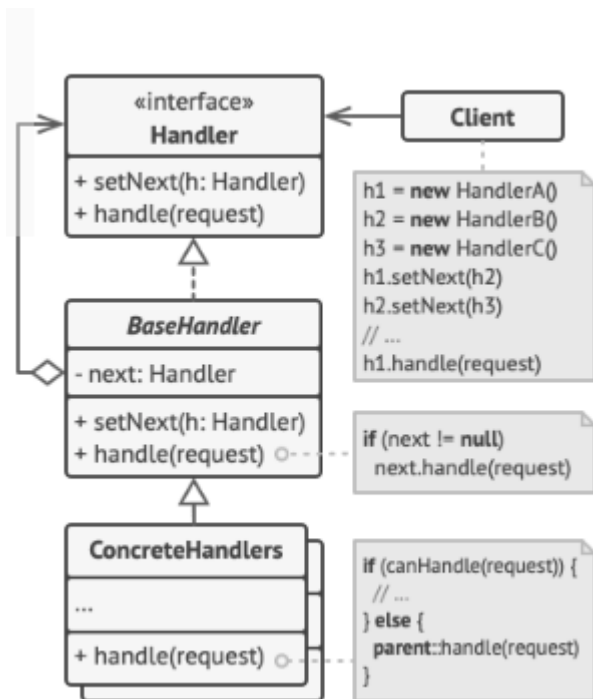 «interface»
Handler
+ setNext(h: Handler)
+ handle(request)
Client
h1 = new HandlerA()
h2 = new HandlerB()
h3 = new HandlerC()
h1.setNext(h2)
h2.setNext(h3)
// ...
h1.handle(request)
BaseHandler
- next: Handler
+ setNext(h: Handler)
+ handle(request)
if (next != null)
next.handle(request)
ConcreteHandlers
...
+ handle(request)
if (canHandle(request)) {
// ...
} else {
parent::handle(request)
}